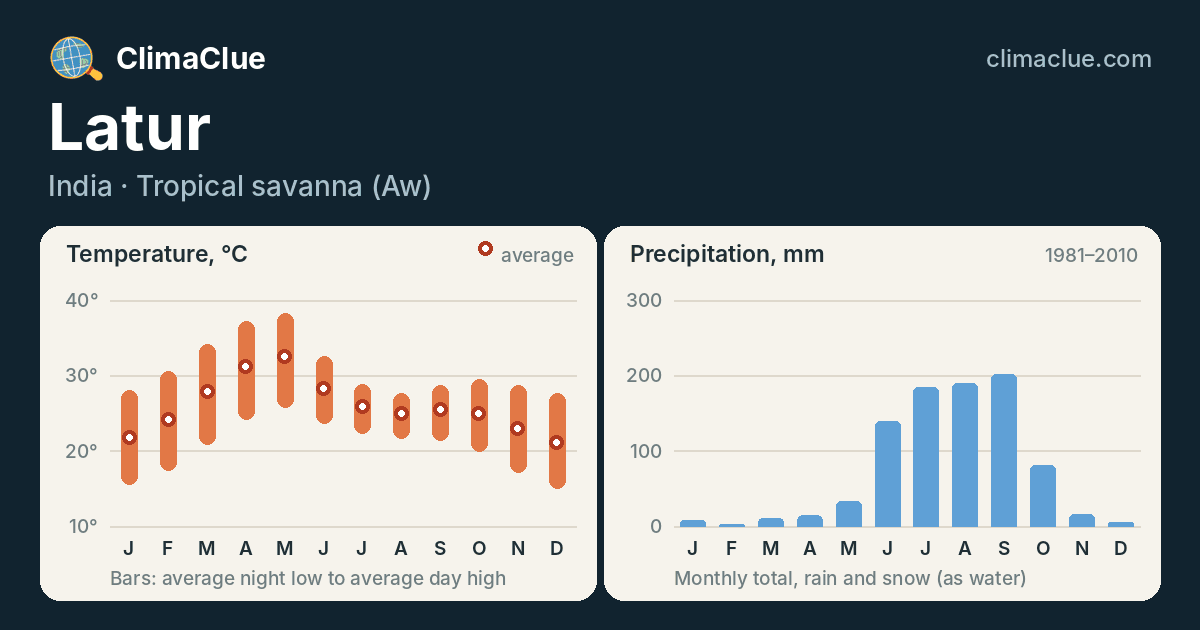 ClimaClue
climaclue.com
Latur
India · Tropical savanna (Aw)
Temperature, °C
average
40°
30°
20°
10°
J F M A M J J A S O N D
Bars: average night low to average day high
Precipitation, mm
1981–2010
300
200
100
0
J F M A M J J A S O N D
Monthly total, rain and snow (as water)